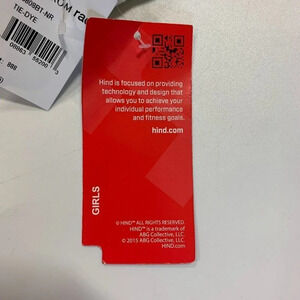 TIE-DYE
Hind is focused on providing
technology and design that
allows you to achieve your
individual performance
and fitness goals.
hind.com
GIRLS
© HIND™ ALL RIGHTS RESERVED.
HIND™ is a trademark of
ABG Collective, LLC.
© 2015 ABG Collective, LLC.
HIND.com